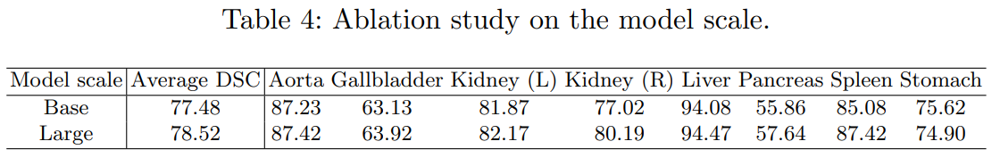 Table 4: Ablation study on the model scale.
Model scale Average DSC Aorta Gallbladder Kidney (L) Kidney (R) Liver Pancreas Spleen Stomach
Base 77.48 87.23 63.13 81.87 77.02 94.08 55.86 85.08 75.62
Large 78.52 87.42 63.92 82.17 80.19 94.47 57.64 87.42 74.90